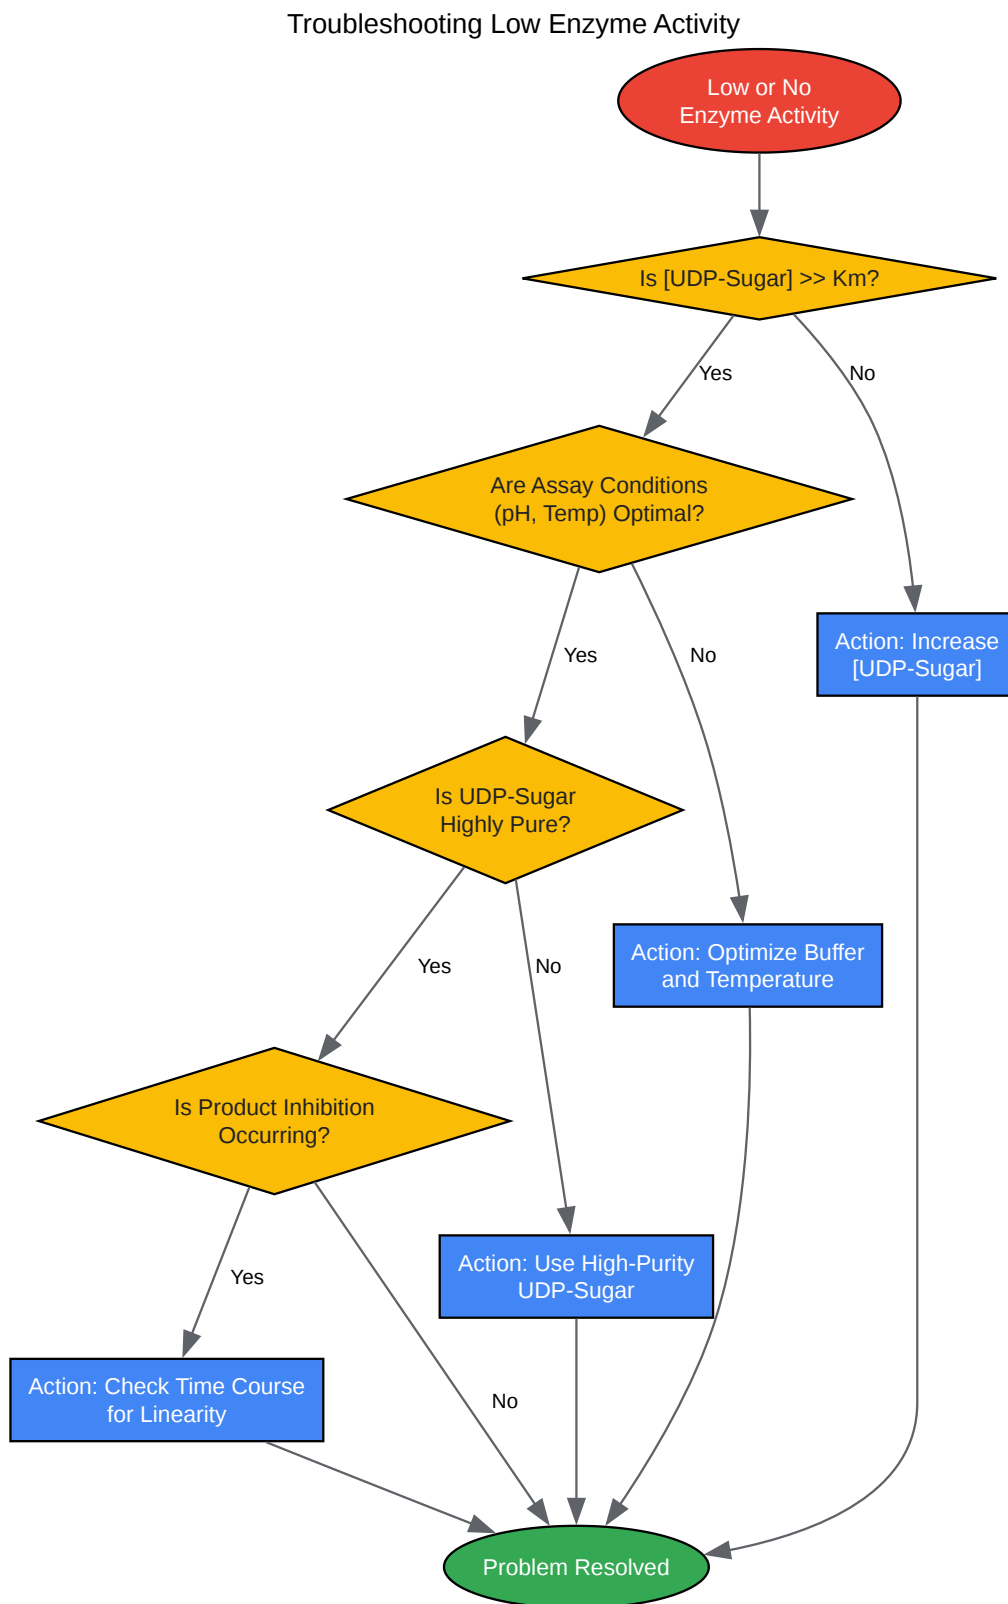 Troubleshooting Low Enzyme Activity
Low or No
Enzyme Activity
Is [UDP-Sugar] >> Km?
Yes
No
Are Assay Conditions
(pH, Temp) Optimal?
Action: Increase
[UDP-Sugar]
Yes
No
Is UDP-Sugar
Highly Pure?
Action: Optimize Buffer
and Temperature
Yes
No
Is Product Inhibition
Occurring?
Action: Use High-Purity
UDP-Sugar
Yes
Action: Check Time Course
for Linearity
No
Problem Resolved